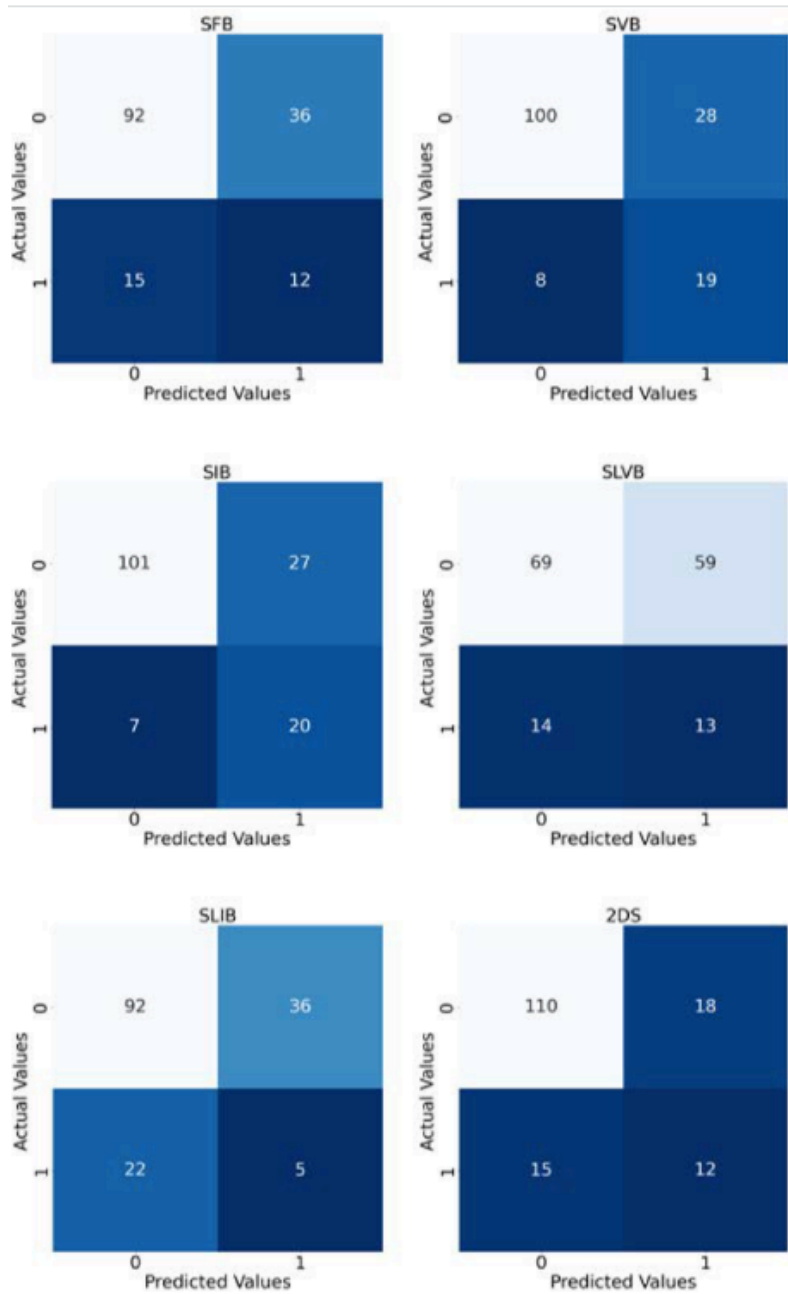 SFB
Actual Values
0
92
36
1
15
12
0
1
Predicted Values
SVB
Actual Values
0
100
28
1
8
19
0
1
Predicted Values
SIB
Actual Values
0
101
27
1
7
20
0
1
Predicted Values
SLVB
Actual Values
0
69
59
1
14
13
0
1
Predicted Values
SLIB
Actual Values
0
92
36
1
22
5
0
1
Predicted Values
2DS
Actual Values
0
110
18
1
15
12
0
1
Predicted Values